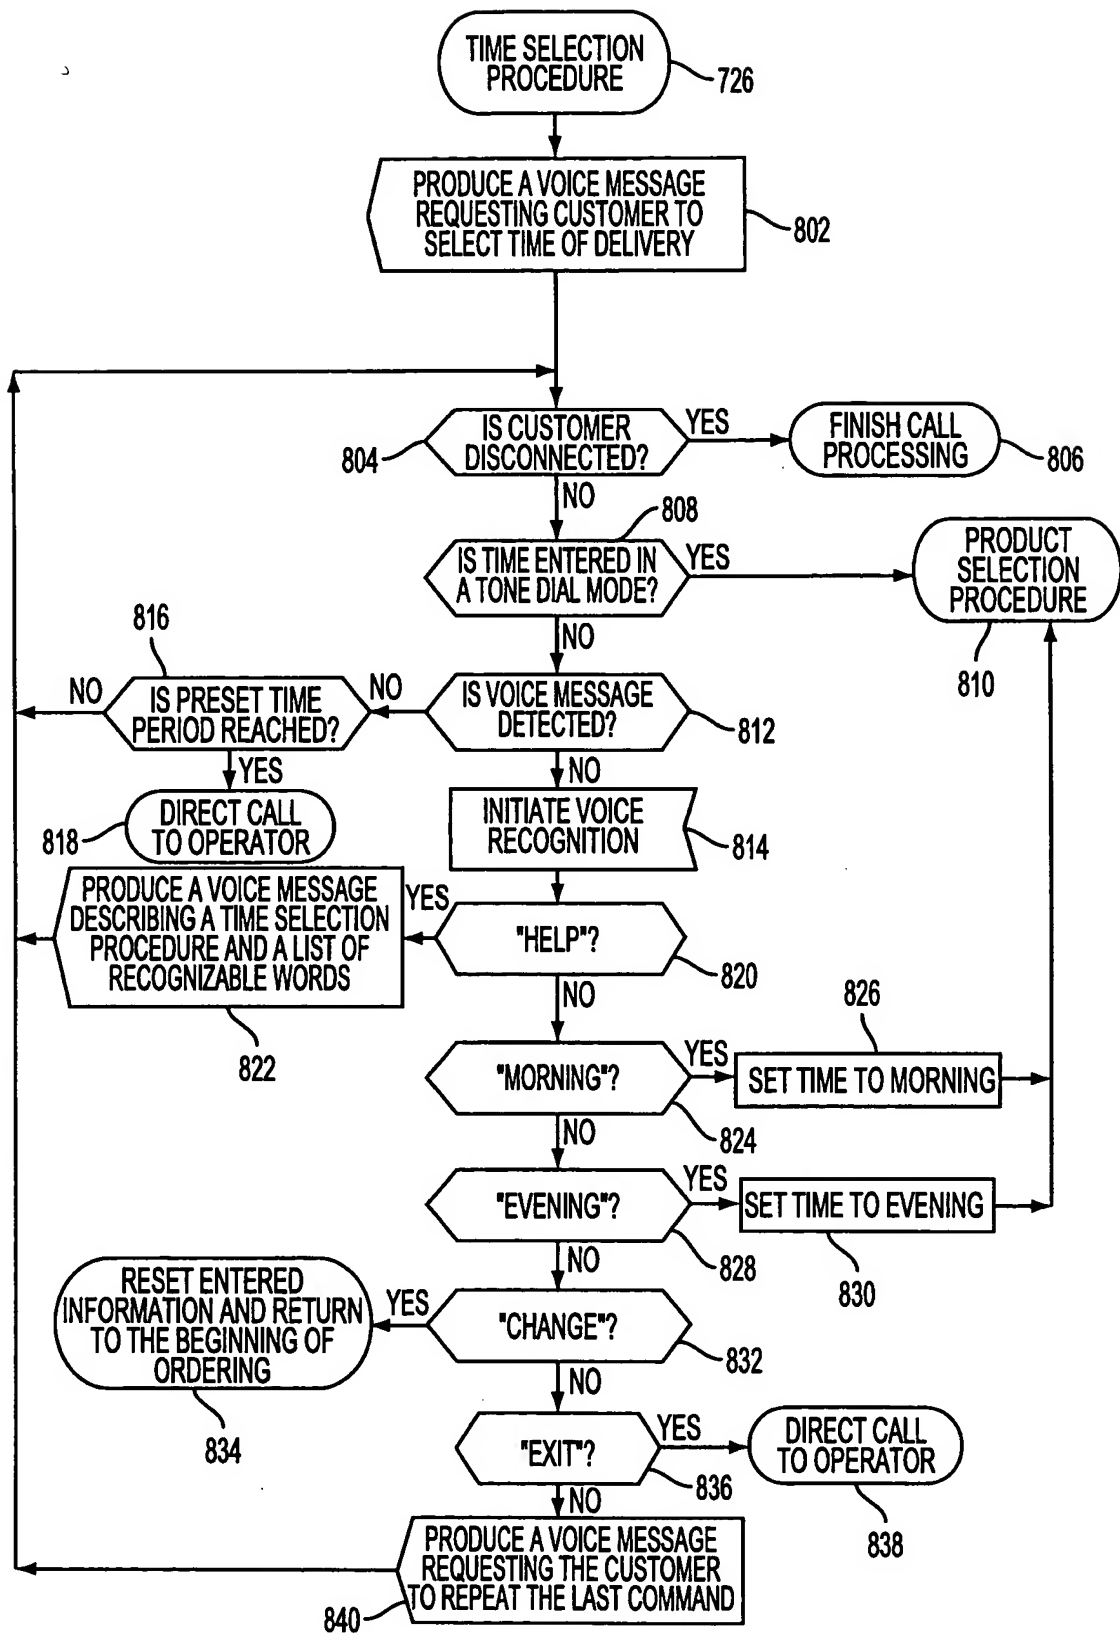 TIME SELECTION
PROCEDURE
726
PRODUCE A VOICE MESSAGE
REQUESTING CUSTOMER TO
SELECT TIME OF DELIVERY
802
IS CUSTOMER
DISCONNECTED?
804
YES
FINISH CALL
PROCESSING
806
NO
808
IS TIME ENTERED IN
A TONE DIAL MODE?
YES
PRODUCT
SELECTION
PROCEDURE
810
NO
816
NO
IS PRESET TIME
PERIOD REACHED?
NO
IS VOICE MESSAGE
DETECTED?
812
YES
NO
DIRECT CALL
TO OPERATOR
818
INITIATE VOICE
RECOGNITION
814
PRODUCE A VOICE MESSAGE
DESCRIBING A TIME SELECTION
PROCEDURE AND A LIST OF
RECOGNIZABLE WORDS
822
YES
"HELP"?
820
NO
826
"MORNING"?
824
YES
SET TIME TO MORNING
NO
"EVENING"?
828
YES
SET TIME TO EVENING
830
NO
RESET ENTERED
INFORMATION AND RETURN
TO THE BEGINNING OF
ORDERING
834
YES
"CHANGE"?
832
NO
"EXIT"?
836
YES
DIRECT CALL
TO OPERATOR
838
NO
PRODUCE A VOICE MESSAGE
REQUESTING THE CUSTOMER
TO REPEAT THE LAST COMMAND
840